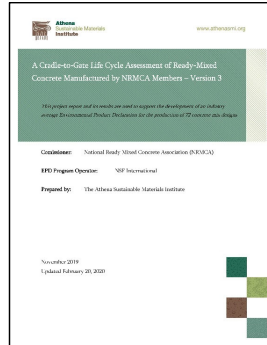 Athena
Sustainable Materials
Institute
www.athenasmi.org
A Cradle-to-Gate Life Cycle Assessment of Ready-Mixed
Concrete Manufactured by NRMCA Members – Version 3
This project report and its results are used to support the development of an industry
average Environmental Product Declaration for the production of 72 concrete mix designs
Comissioner: National Ready Mixed Concrete Association (NRMCA)
EPD Program Operator: NSF International
Prepared by: The Athena Sustainable Materials Institute
November 2019
Updated February 20, 2020